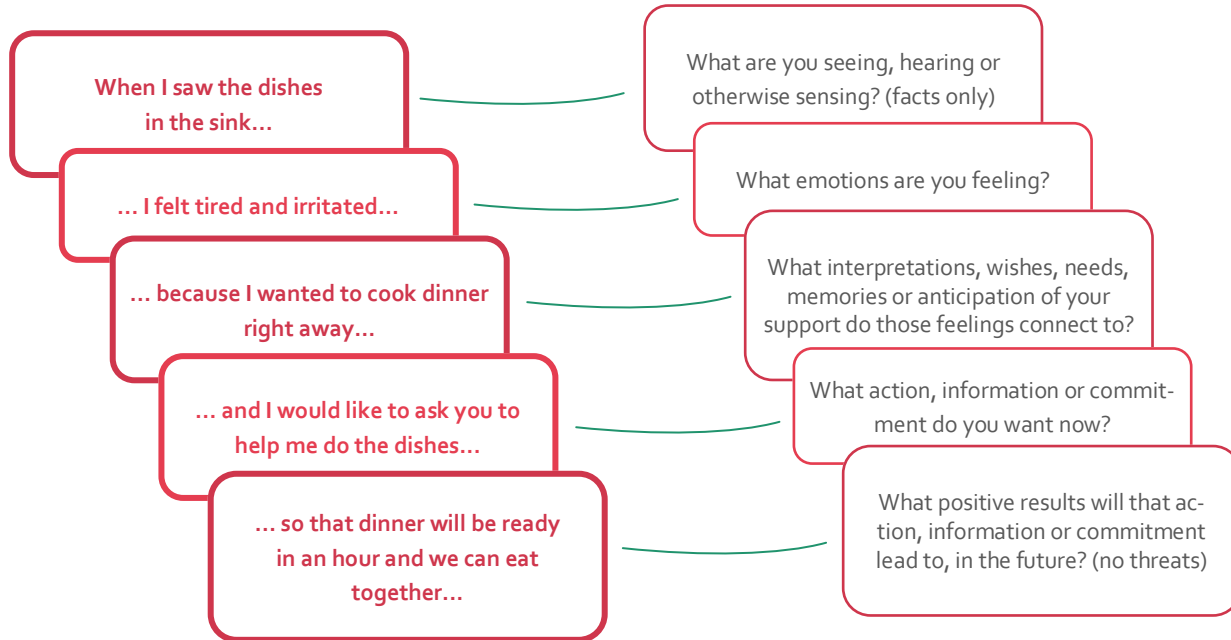 When I saw the dishes
in the sink...
What are you seeing, hearing or
otherwise sensing? (facts only)
... I felt tired and irritated...
What emotions are you feeling?
... because I wanted to cook dinner
right away...
What interpretations, wishes, needs,
memories or anticipation of your
support do those feelings connect to?
... and I would like to ask you to
help me do the dishes...
What action, information or commit-
ment do you want now?
... so that dinner will be ready
in an hour and we can eat
together...
What positive results will that ac-
tion, information or commitment
lead to, in the future? (no threats)